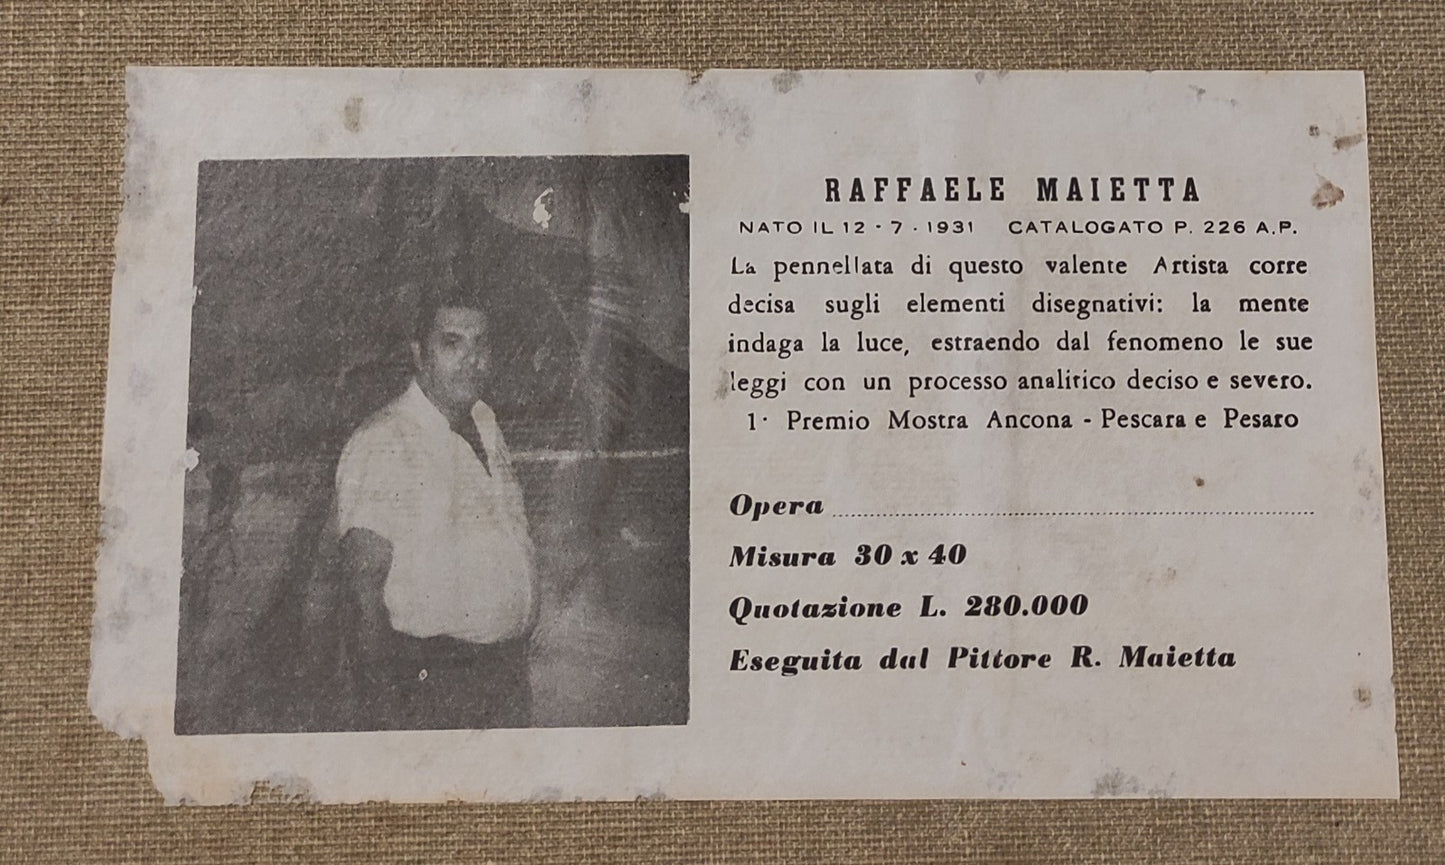 RAFFAELE MAIETTA
NATO IL 12 - 7 - 1931 CATALOGATO P. 226 A.P.
La pennellata di questo valente Artista corre
decisa sugli elementi disegnativi: la mente
indaga la luce, estraendo dal fenomeno le sue
leggi con un processo analitico deciso e severo.
1· Premio Mostra Ancona - Pescara e Pesaro
Opera ........................................................................
Misura 30 x 40
Quotazione L. 280.000
Eseguita dal Pittore R. Maietta